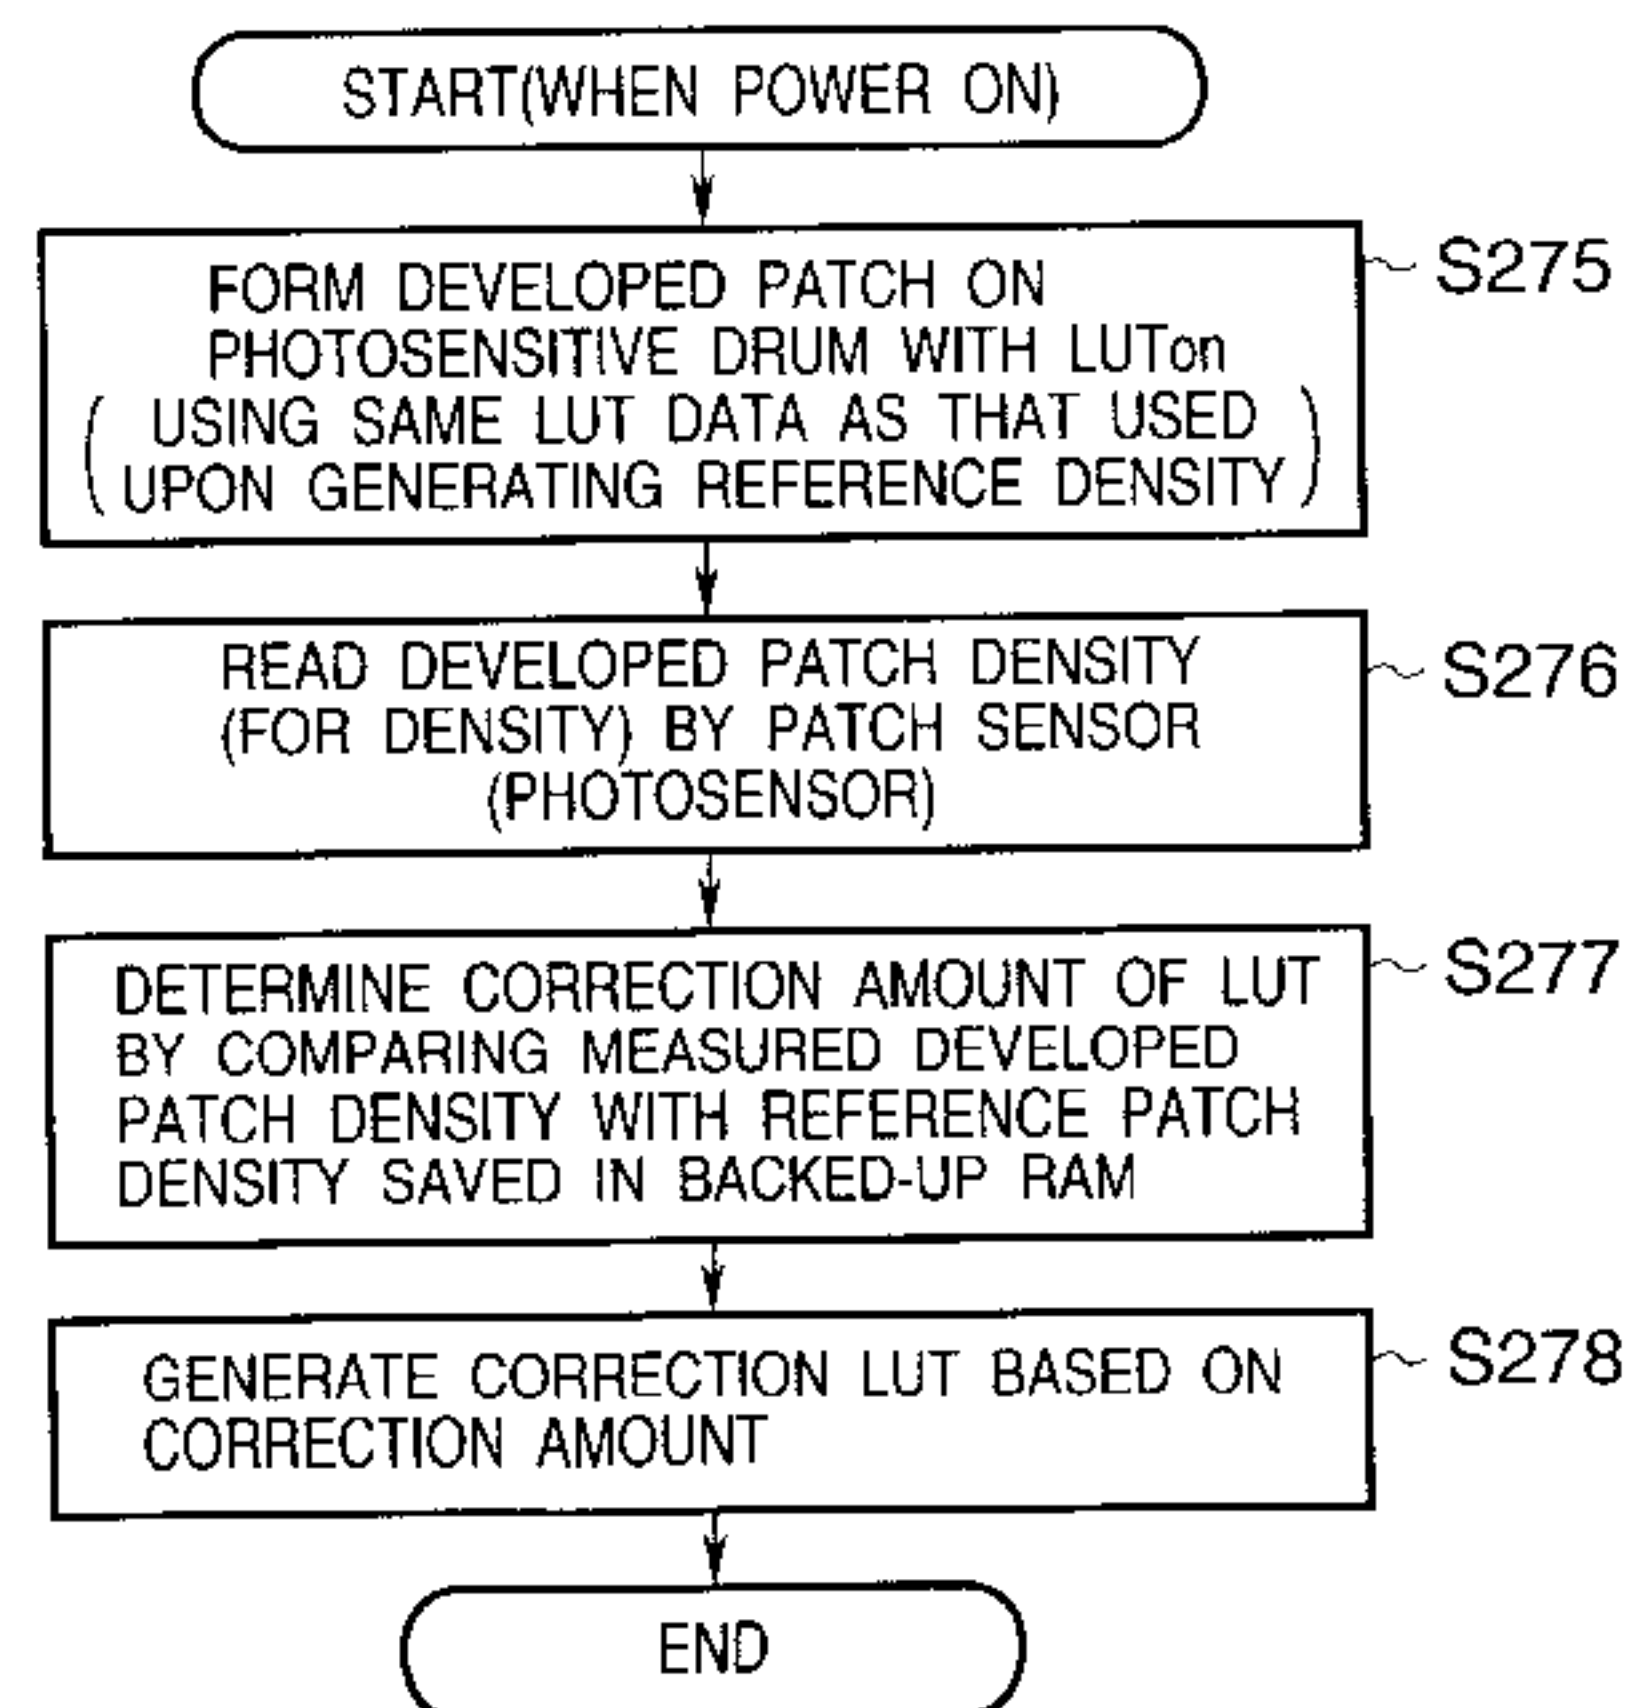 START(WHEN POWER ON)
FORM DEVELOPED PATCH ON
PHOTOSENSITIVE DRUM WITH LUTon
(USING SAME LUT DATA AS THAT USED
UPON GENERATING REFERENCE DENSITY)
S275
READ DEVELOPED PATCH DENSITY
(FOR DENSITY) BY PATCH SENSOR
(PHOTOSENSOR)
S276
DETERMINE CORRECTION AMOUNT OF LUT
BY COMPARING MEASURED DEVELOPED
PATCH DENSITY WITH REFERENCE PATCH
DENSITY SAVED IN BACKED-UP RAM
S277
GENERATE CORRECTION LUT BASED ON
CORRECTION AMOUNT
S278
END